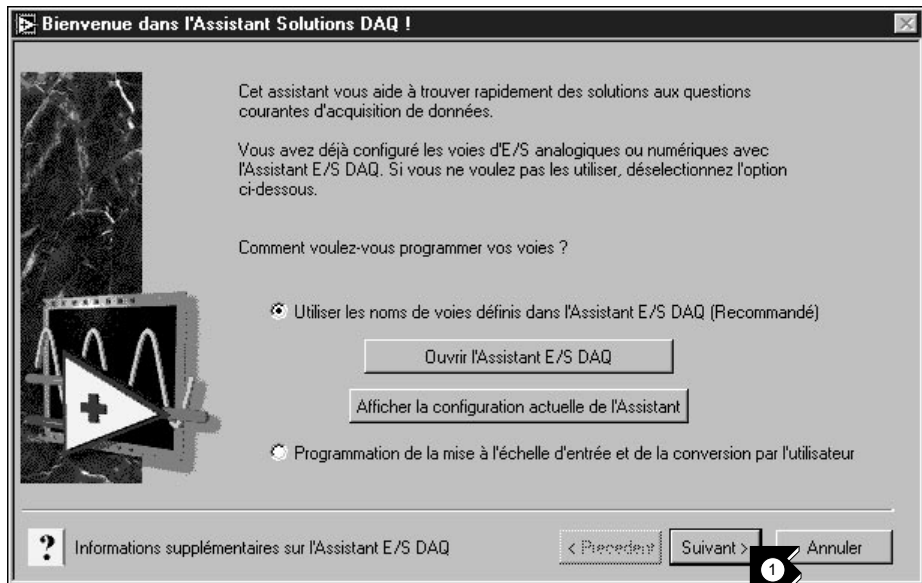 Bienvenue dans l'Assistant Solutions DAQ !
Cet assistant vous aide à trouver rapidement des solutions aux questions
courantes d'acquisition de données.
Vous avez déjà configuré les voies d'E/S analogiques ou numériques avec
l'Assistant E/S DAQ. Si vous ne voulez pas les utiliser, déselectionnez l'option
ci-dessous.
Comment voulez-vous programmer vos voies ?
Utiliser les noms de voies définis dans l'Assistant E/S DAQ (Recommandé)
Ouvrir l'Assistant E/S DAQ
Afficher la configuration actuelle de l'Assistant
Programmation de la mise à l'échelle d'entrée et de la conversion par l'utilisateur
? Informations supplémentaires sur l'Assistant E/S DAQ
< Precedent Suivant > 1 Annuler